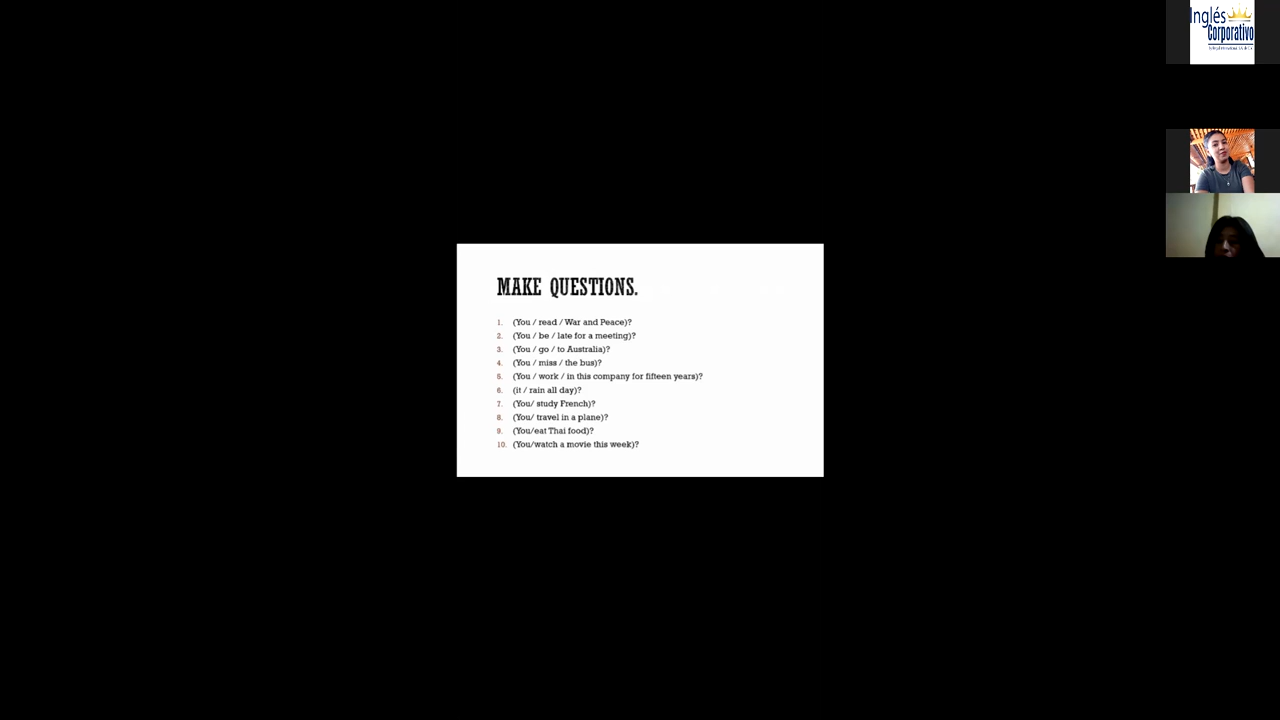 Inglés
Corporativo
MAKE QUESTIONS.
1. (You / read / War and Peace)?
2. (You / be / late for a meeting)?
3. (You / go / to Australia)?
4. (You / miss / the bus)?
5. (You / work / in this company for fifteen years)?
6. (it / rain all day)?
7. (You/ study French)?
8. (You/ travel in a plane)?
9. (You/eat Thai food)?
10. (You/watch a movie this week)?